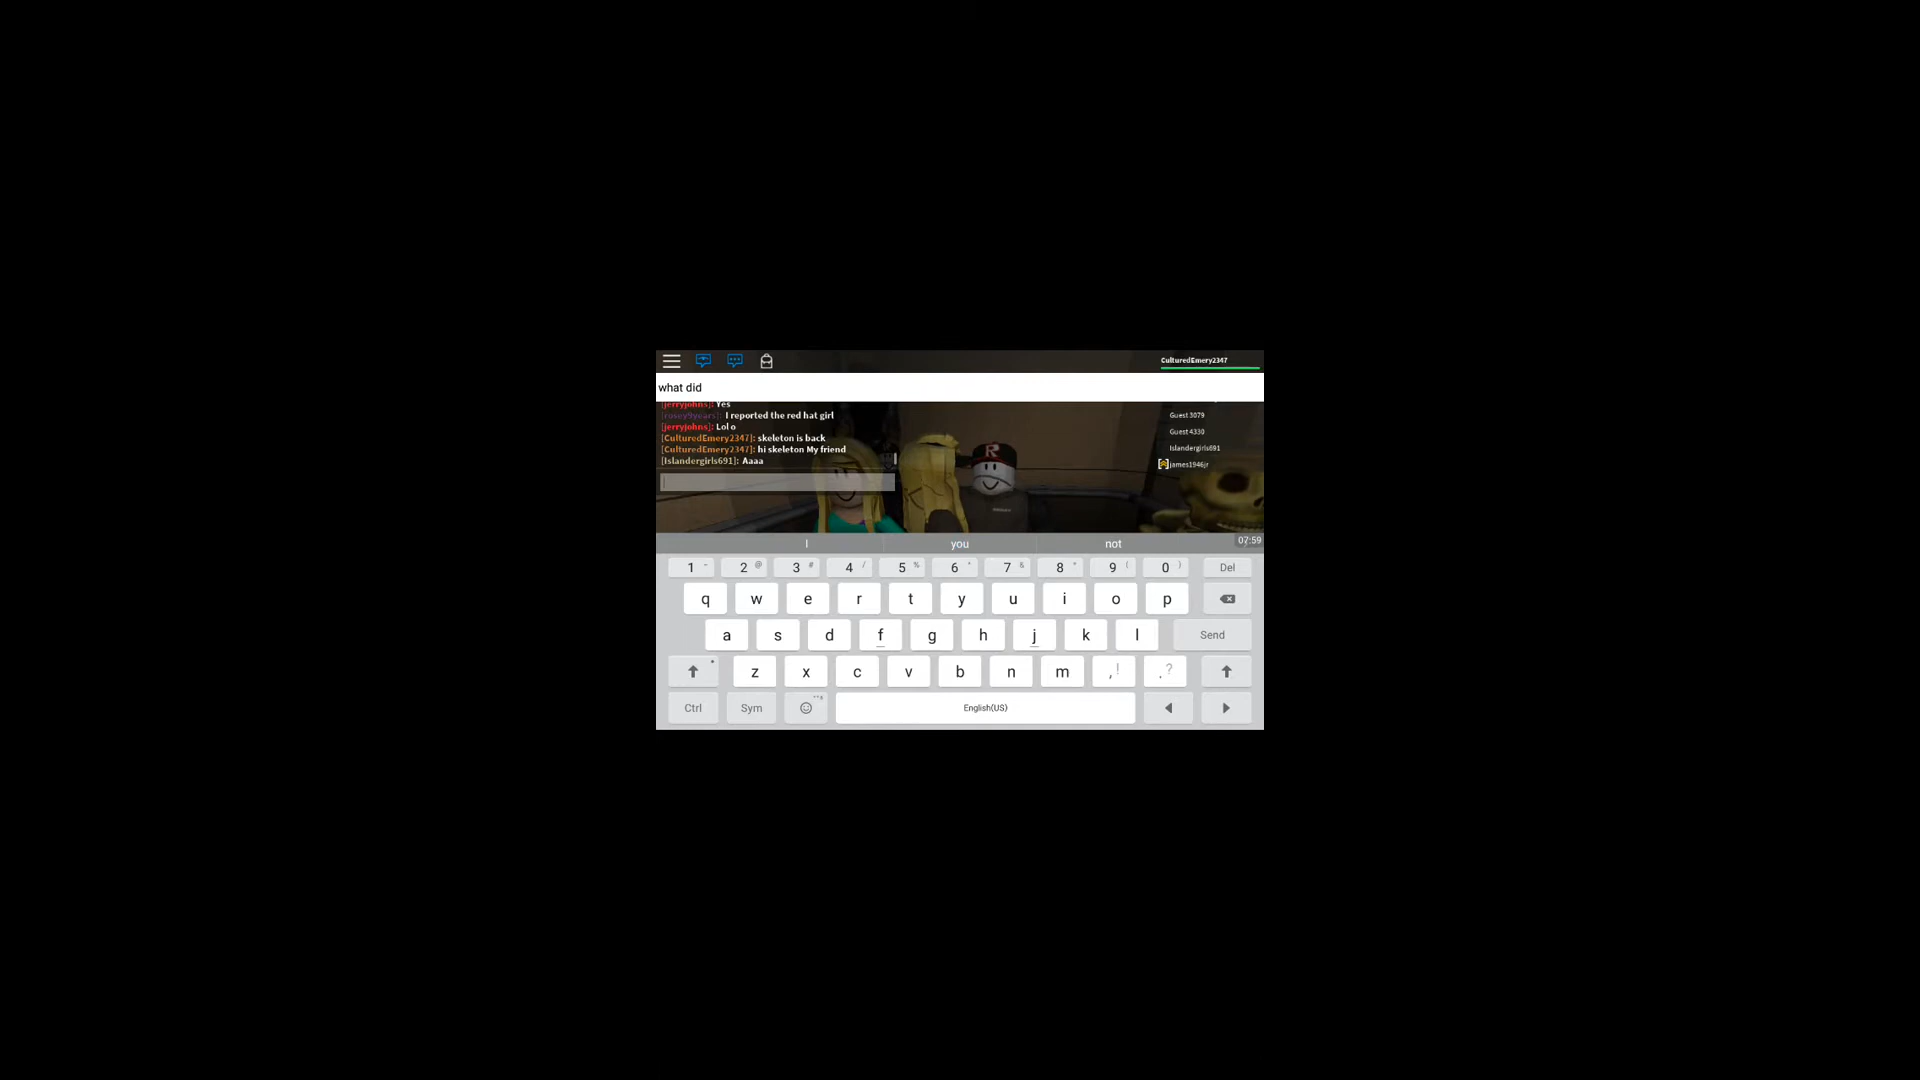 CulturedEmery2347
what did
[jerryjohns]: Yes
[rosey9years]: I reported the red hat girl
[jerryjohns]: Lol o
[CulturedEmery2347]: skeleton is back
[CulturedEmery2347]: hi skeleton My friend
[Islandergirls691]: Aaaa
Guest 3079
Guest 4330
Islandergirls691
james1946jr
R
I you not
07:59
1 2 @ 3 # 4 / 5 % 6 7 & 8 * 9 ( 0 ) Del
q w e r t y u i o p
a s d f g h j k l Send
z x c v b n m , ! . ?
Ctrl Sym English(US)